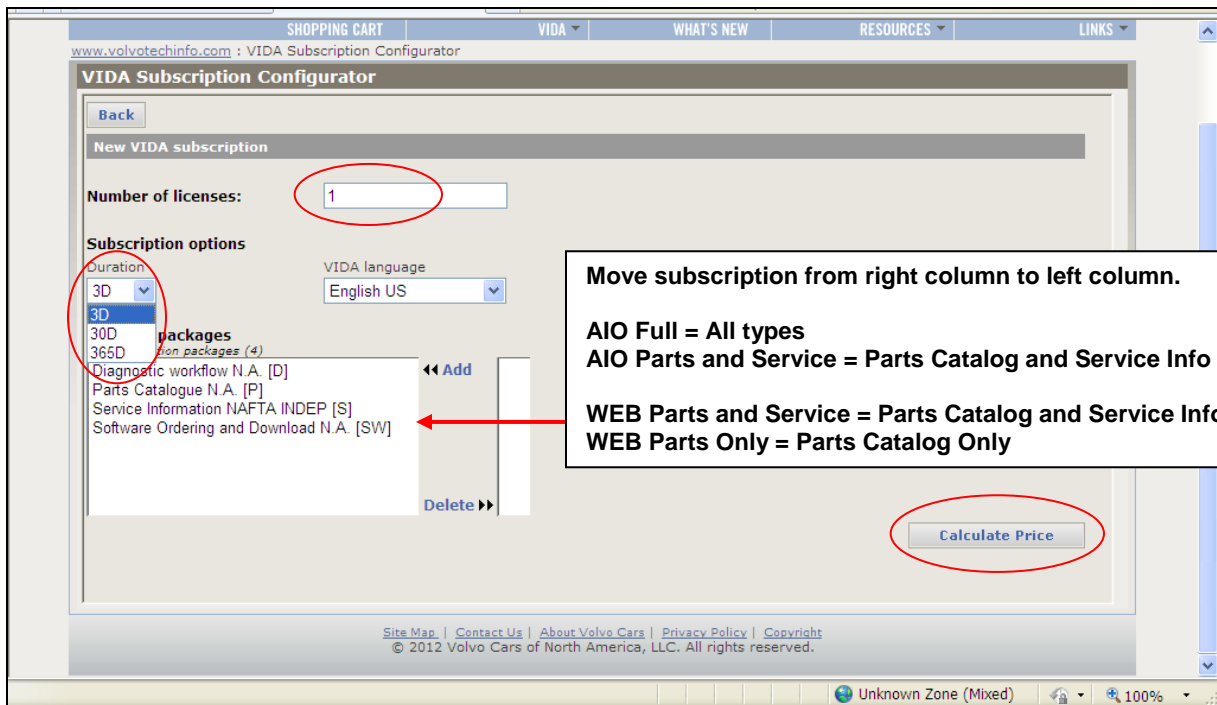 SHOPPING CART VIDA WHAT'S NEW RESOURCES LINKS
www.volvotechinfo.com : VIDA Subscription Configurator
VIDA Subscription Configurator
Back
New VIDA subscription
Number of licenses: 1
Subscription options
Duration VIDA language
3D English US
3D
30D packages
365D tion packages (4)
Diagnostic workflow N.A. [D]
Parts Catalogue N.A. [P]
Service Information NAFTA INDEP [S]
Software Ordering and Download N.A. [SW]
Add
Delete
Move subscription from right column to left column.
AIO Full = All types
AIO Parts and Service = Parts Catalog and Service Info
WEB Parts and Service = Parts Catalog and Service Info
WEB Parts Only = Parts Catalog Only
Calculate Price
Site Map | Contact Us | About Volvo Cars | Privacy Policy | Copyright
© 2012 Volvo Cars of North America, LLC. All rights reserved.
Unknown Zone (Mixed) 100%